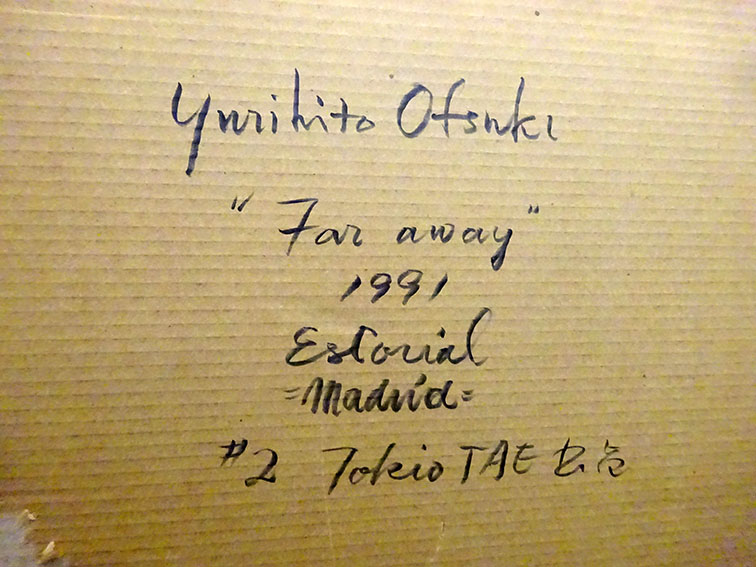 Yurihito Otsuki
"Far away"
1991
Escorial
=Madrid=
#2 Tokio TAE